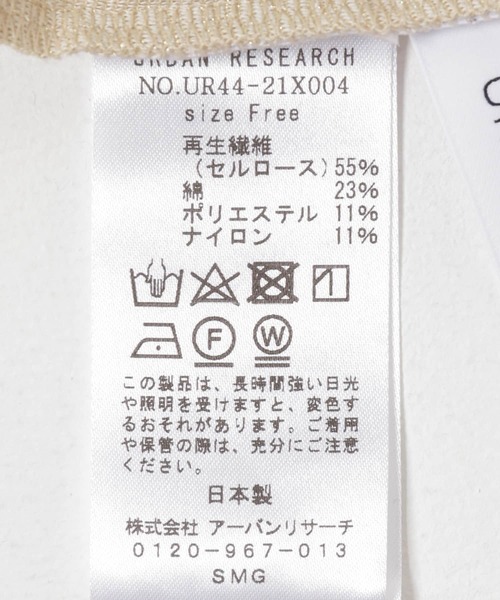 URBAN RESEARCH
NO.UR44-21X004
size Free
再生繊維
(セルロース) 55%
綿 23%
ポリエステル 11%
ナイロン 11%
F W
この製品は、長時間強い日光
や照明を受けますと、変色す
るおそれがあります。ご着用
や保管の際は、充分にご注意
ください。
日本製
株式会社 アーバンリサーチ
0120-967-013
SMG